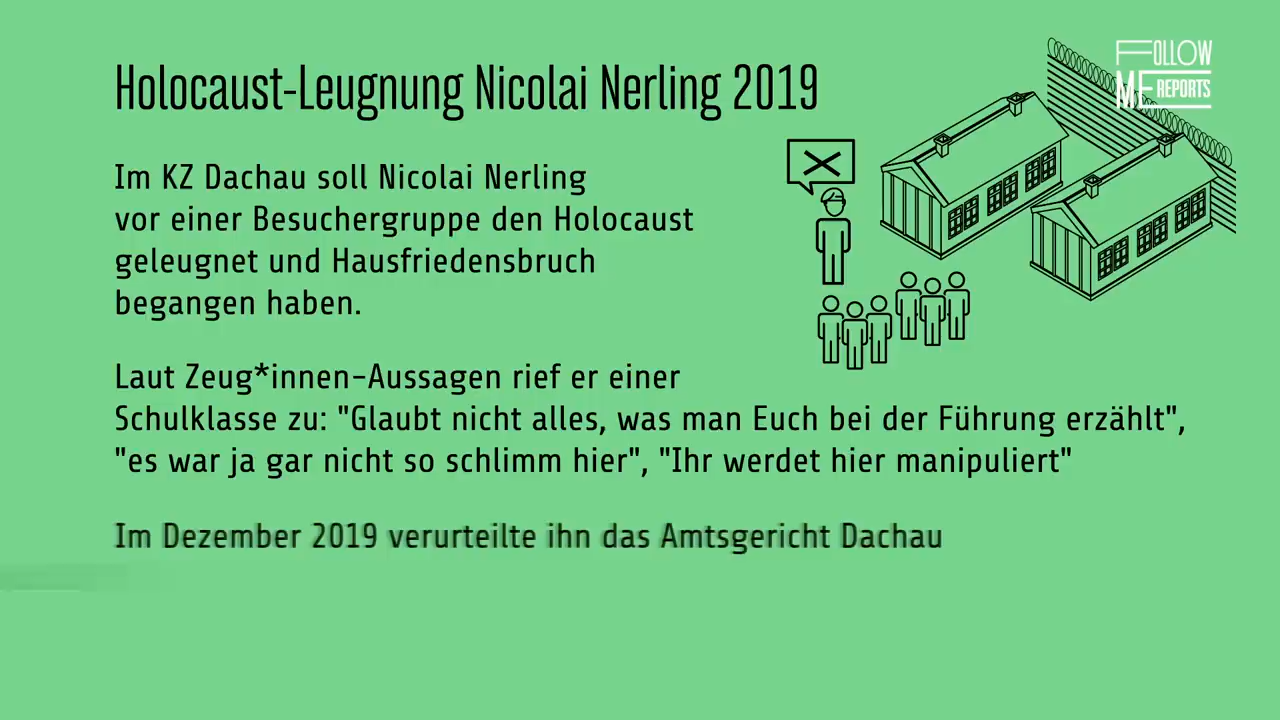 FOLLOW
ME REPORTS
Holocaust-Leugnung Nicolai Nerling 2019
Im KZ Dachau soll Nicolai Nerling
vor einer Besuchergruppe den Holocaust
geleugnet und Hausfriedensbruch
begangen haben.
Laut Zeug*innen-Aussagen rief er einer
Schulklasse zu: "Glaubt nicht alles, was man Euch bei der Führung erzählt",
"es war ja gar nicht so schlimm hier", "Ihr werdet hier manipuliert"
Im Dezember 2019 verurteilte ihn das Amtsgericht Dachau